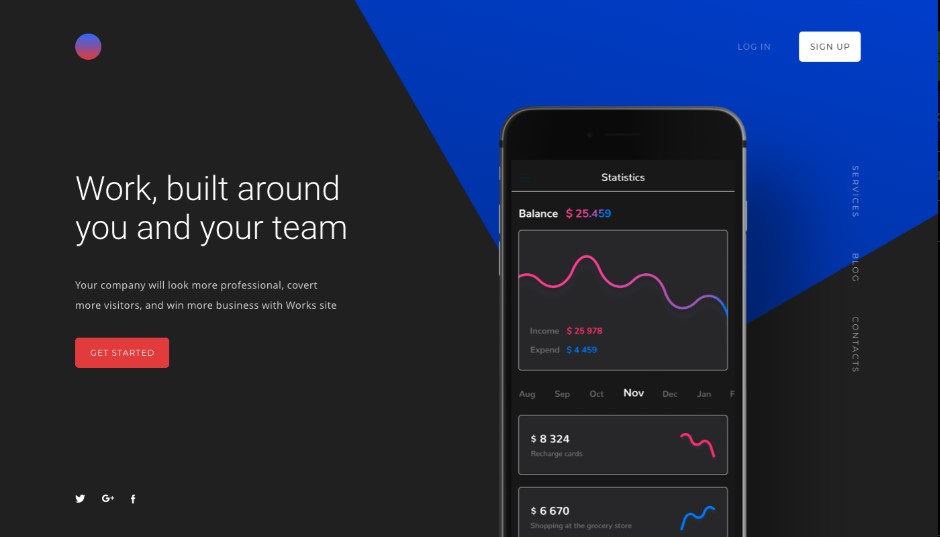 LOG IN
SIGN UP
Work, built around
you and your team
Your company will look more professional, covert
more visitors, and win more business with Works site
GET STARTED
Statistics
Balance $ 25.459
Income $ 25 978
Expend $ 4 459
Aug Sep Oct Nov Dec Jan F
$ 8 324
Recharge cards
$ 6 670
Shopping at the grocery store
SERVICES
BLOG
CONTACTS
G+